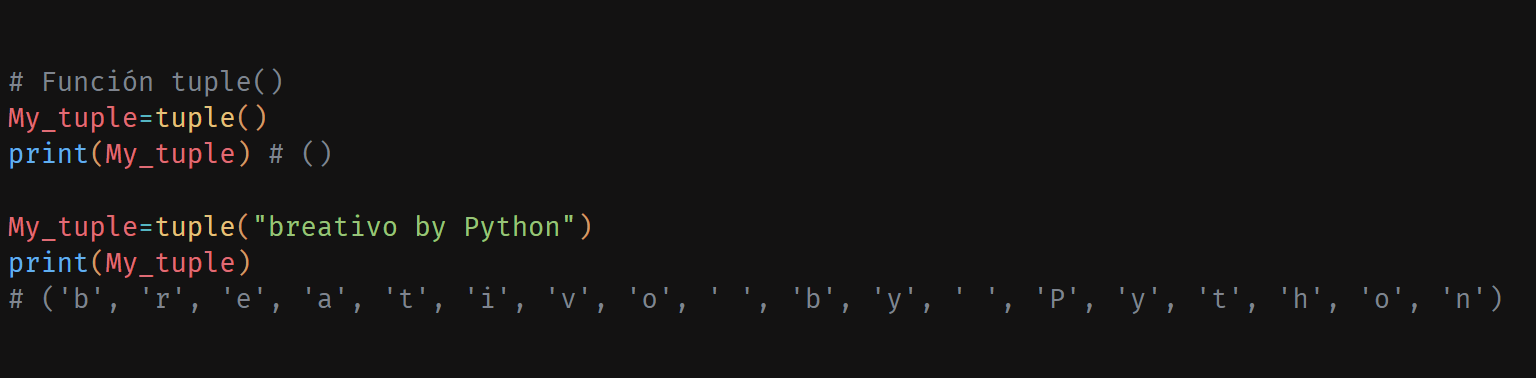 # Función tuple()
My_tuple=tuple()
print(My_tuple) # ()
My_tuple=tuple("breativo by Python")
print(My_tuple)
# ('b', 'r', 'e', 'a', 't', 'i', 'v', 'o', ' ', 'b', 'y', ' ', 'P', 'y', 't', 'h', 'o', 'n')